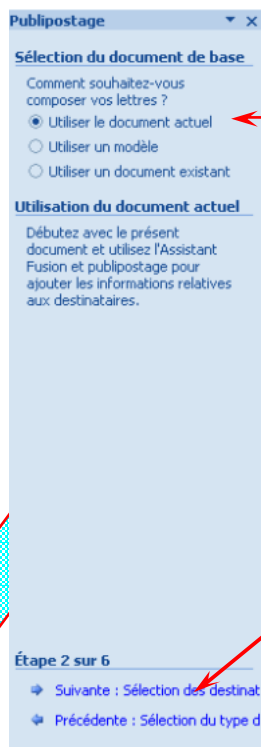 Publipostage
Sélection du document de base
Comment souhaitez-vous
composer vos lettres ?
Utiliser le document actuel
Utiliser un modèle
Utiliser un document existant
Utilisation du document actuel
Débutez avec le présent
document et utilisez l'Assistant
Fusion et publipostage pour
ajouter les informations relatives
aux destinataires.
Étape 2 sur 6
Suivante : Sélection des destinat
Précédente : Sélection du type d